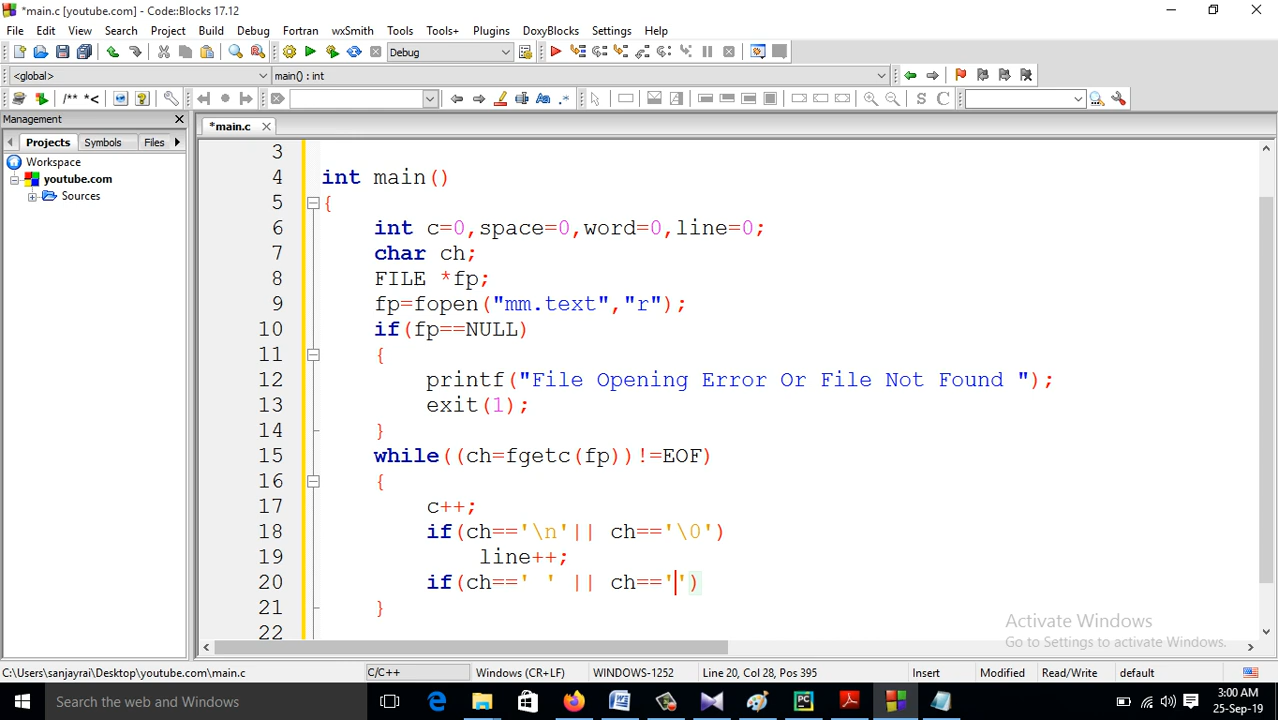 *main.c [youtube.com] - Code::Blocks 17.12
File Edit View Search Project Build Debug Fortran wxSmith Tools Tools+ Plugins DoxyBlocks Settings Help
Debug
<global> main() : int
/** *<
S C
Management
*main.c
Projects Symbols Files
Workspace
youtube.com
Sources
3
4 int main()
5 {
6 int c=0,space=0,word=0,line=0;
7 char ch;
8 FILE *fp;
9 fp=fopen("mm.text","r");
10 if(fp==NULL)
11 {
12 printf("File Opening Error Or File Not Found ");
13 exit(1);
14 }
15 while((ch=fgetc(fp))!=EOF)
16 {
17 c++;
18 if(ch=='\n'|| ch=='\0')
19 line++;
20 if(ch==' ' || ch=='')
21 }
22
Activate Windows
Go to Settings to activate Windows.
C:\Users\sanjayrai\Desktop\youtube.com\main.c C/C++ Windows (CR+LF) WINDOWS-1252 Line 20, Col 28, Pos 395 Insert Modified Read/Write default
Search the web and Windows
3:00 AM
25-Sep-19